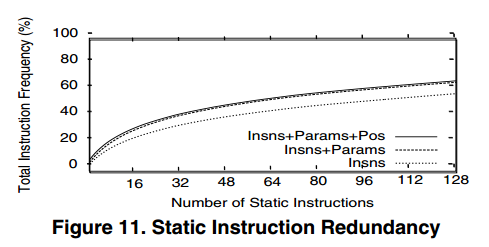 Total Instruction Frequency (%)
100
80
60
40
20
0
Insns+Params+Pos
Insns+Params
Insns
16 32 48 64 80 96 112 128
Number of Static Instructions
Figure 11. Static Instruction Redundancy